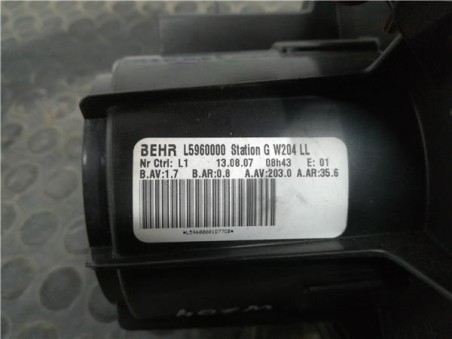 BEHR L5960000 Station G W204 LL
Nr Ctrl: L1 13.08.07 08h43 E: 01
B.AV:1.7 B.AR:0.8 A.AV:203.0 A.AR:35.6
W204